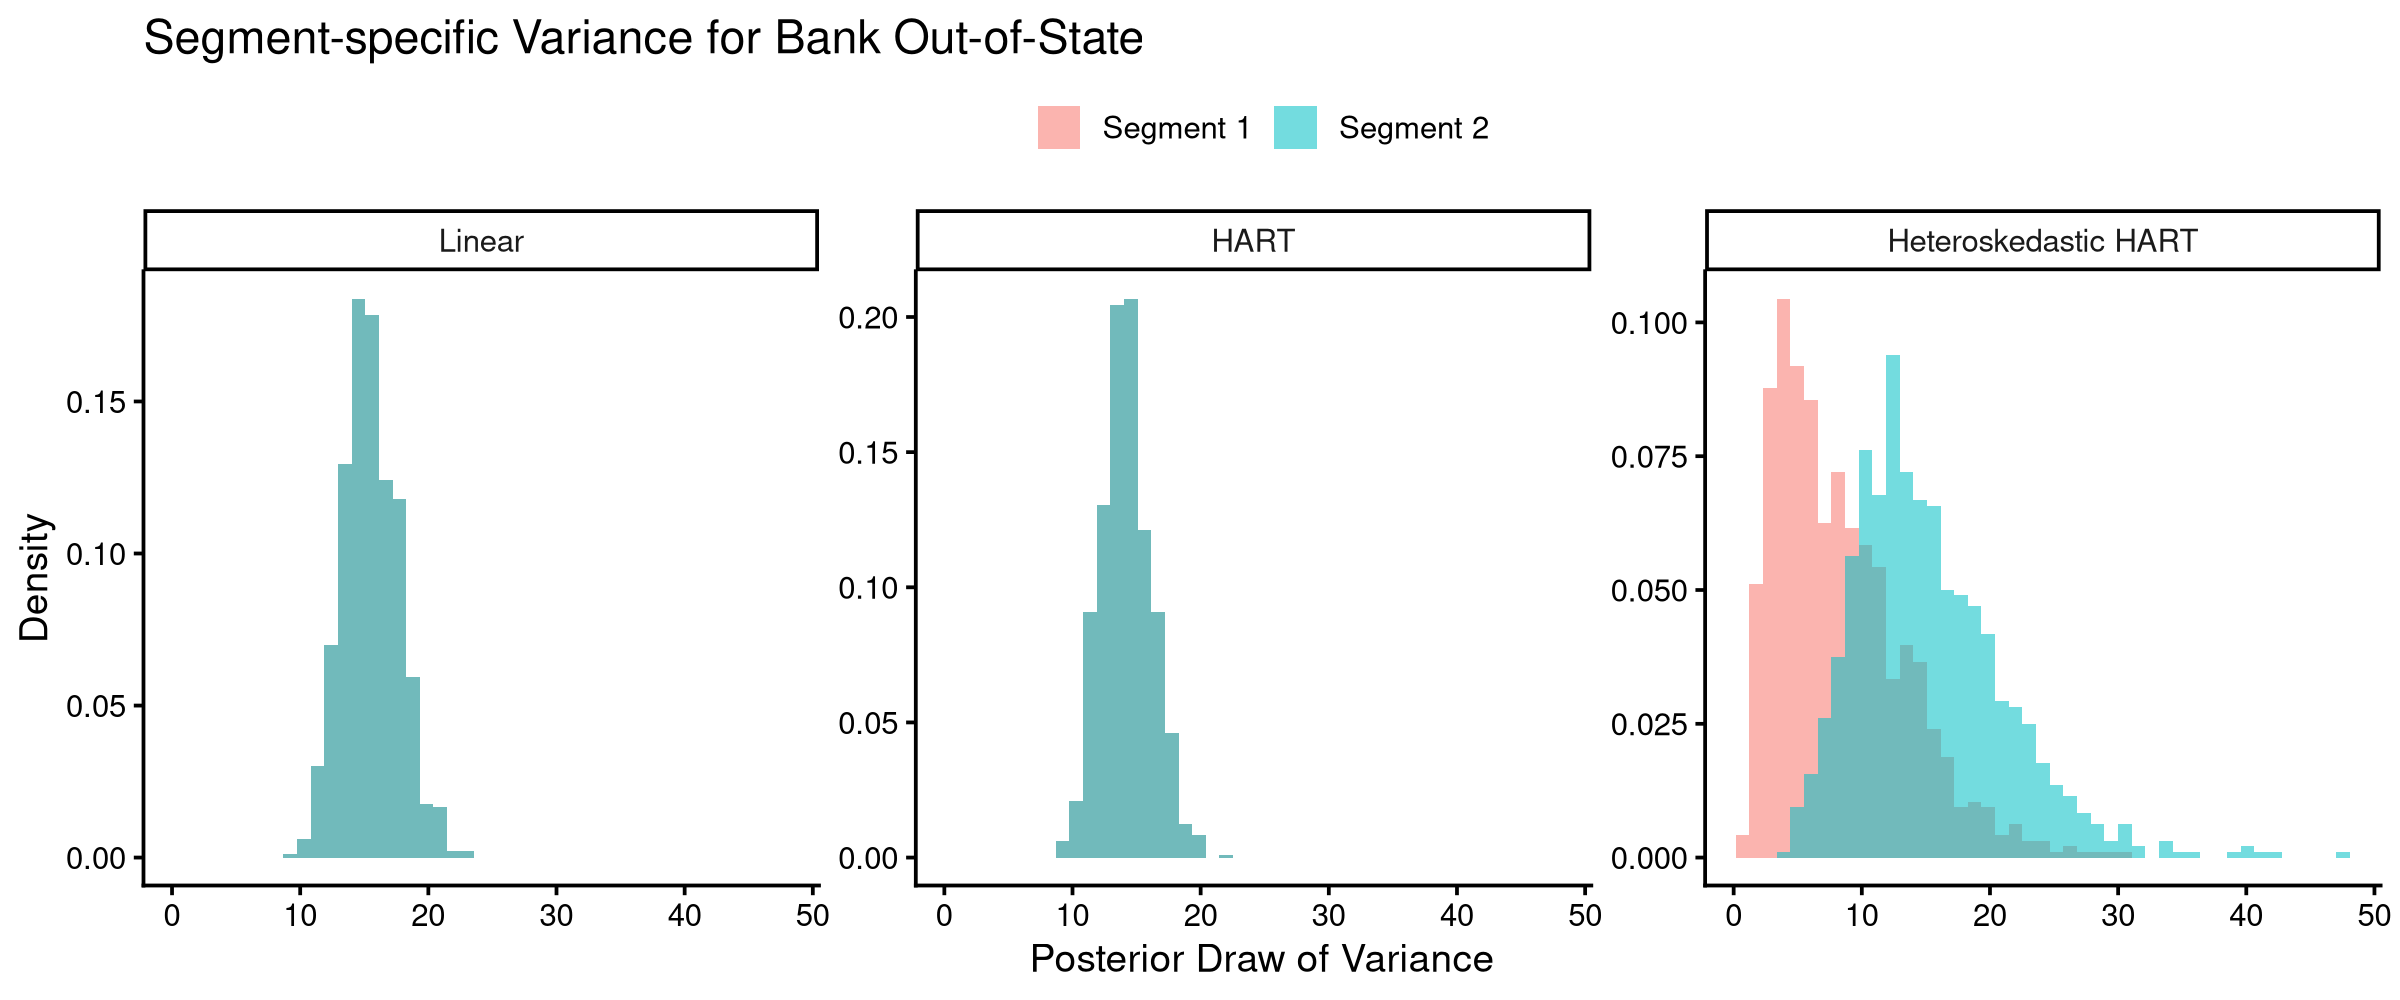 Segment-specific Variance for Bank Out-of-State
Segment 1 Segment 2
Linear HART Heteroskedastic HART
Density
0.15
0.10
0.05
0.00
0.20
0.15
0.10
0.05
0.00
0.100
0.075
0.050
0.025
0.000
0 10 20 30 40 50
0 10 20 30 40 50
0 10 20 30 40 50
Posterior Draw of Variance